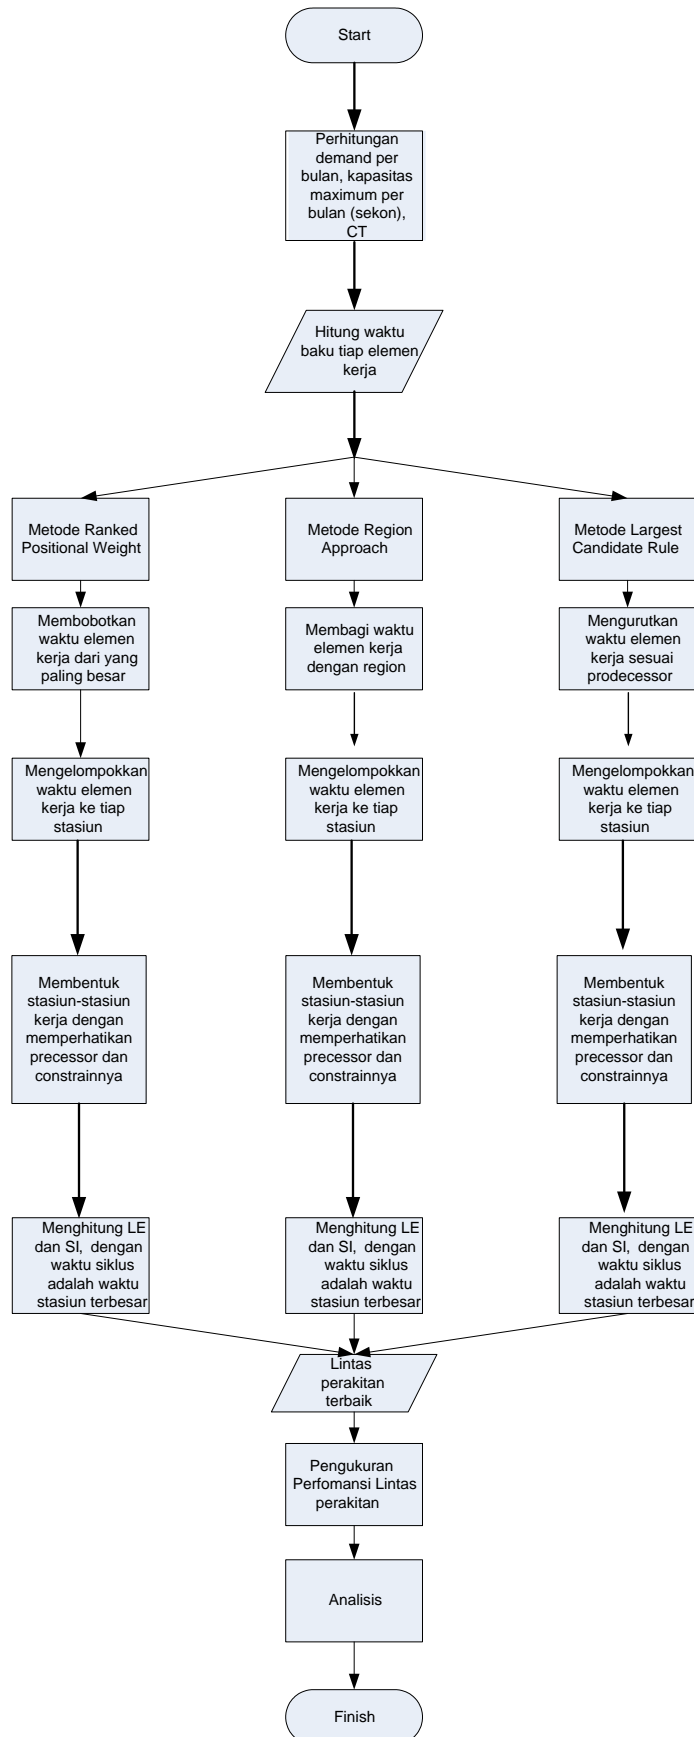 Start
Perhitungan
demand per
bulan, kapasitas
maximum per
bulan (sekon),
CT
Hitung waktu
baku tiap elemen
kerja
Metode Ranked
Positional Weight
Metode Region
Approach
Metode Largest
Candidate Rule
Membobotkan
waktu elemen
kerja dari yang
paling besar
Membagi waktu
elemen kerja
dengan region
Mengurutkan
waktu elemen
kerja sesuai
prodecessor
Mengelompokkan
waktu elemen
kerja ke tiap
stasiun
Mengelompokkan
waktu elemen
kerja ke tiap
stasiun
Mengelompokkan
waktu elemen
kerja ke tiap
stasiun
Membentuk
stasiun-stasiun
kerja dengan
memperhatikan
precessor dan
constrainnya
Membentuk
stasiun-stasiun
kerja dengan
memperhatikan
precessor dan
constrainnya
Membentuk
stasiun-stasiun
kerja dengan
memperhatikan
precessor dan
constrainnya
Menghitung LE
dan SI, dengan
waktu siklus
adalah waktu
stasiun terbesar
Menghitung LE
dan SI, dengan
waktu siklus
adalah waktu
stasiun terbesar
Menghitung LE
dan SI, dengan
waktu siklus
adalah waktu
stasiun terbesar
Lintas
perakitan
terbaik
Pengukuran
Perfomansi Lintas
perakitan
Analisis
Finish